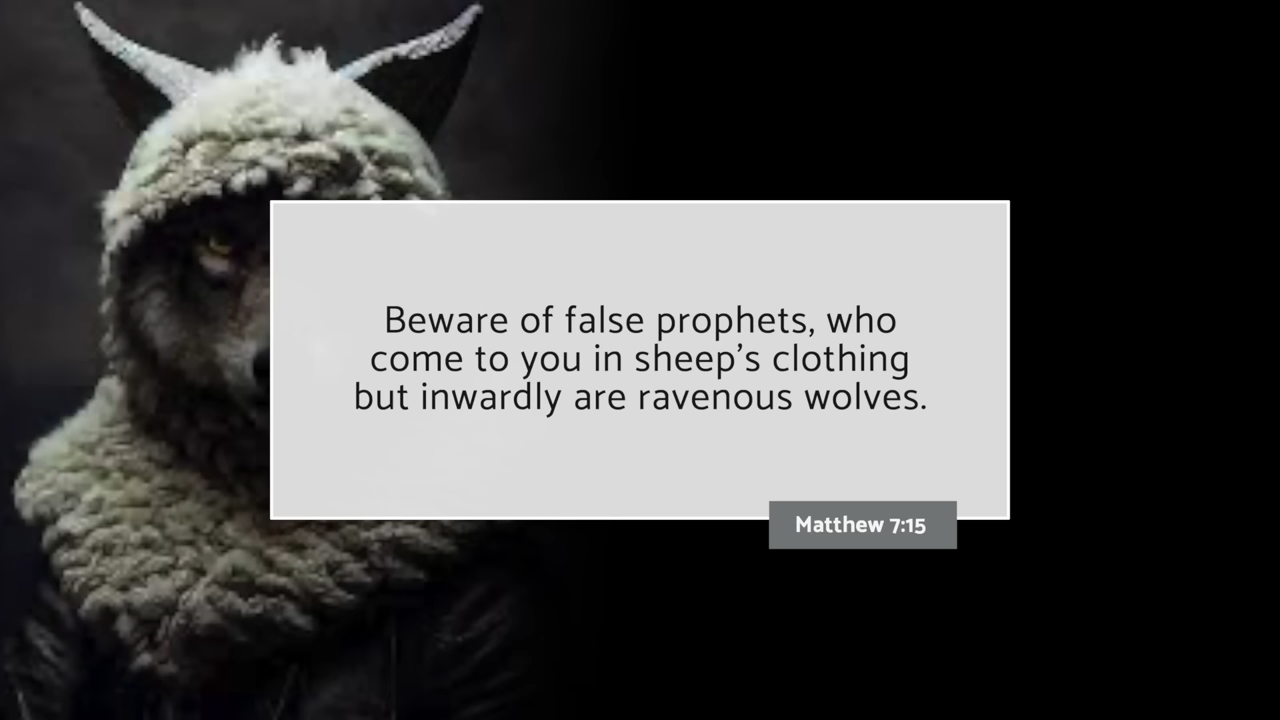 Beware of false prophets, who
come to you in sheep’s clothing
but inwardly are ravenous wolves.
Matthew 7:15